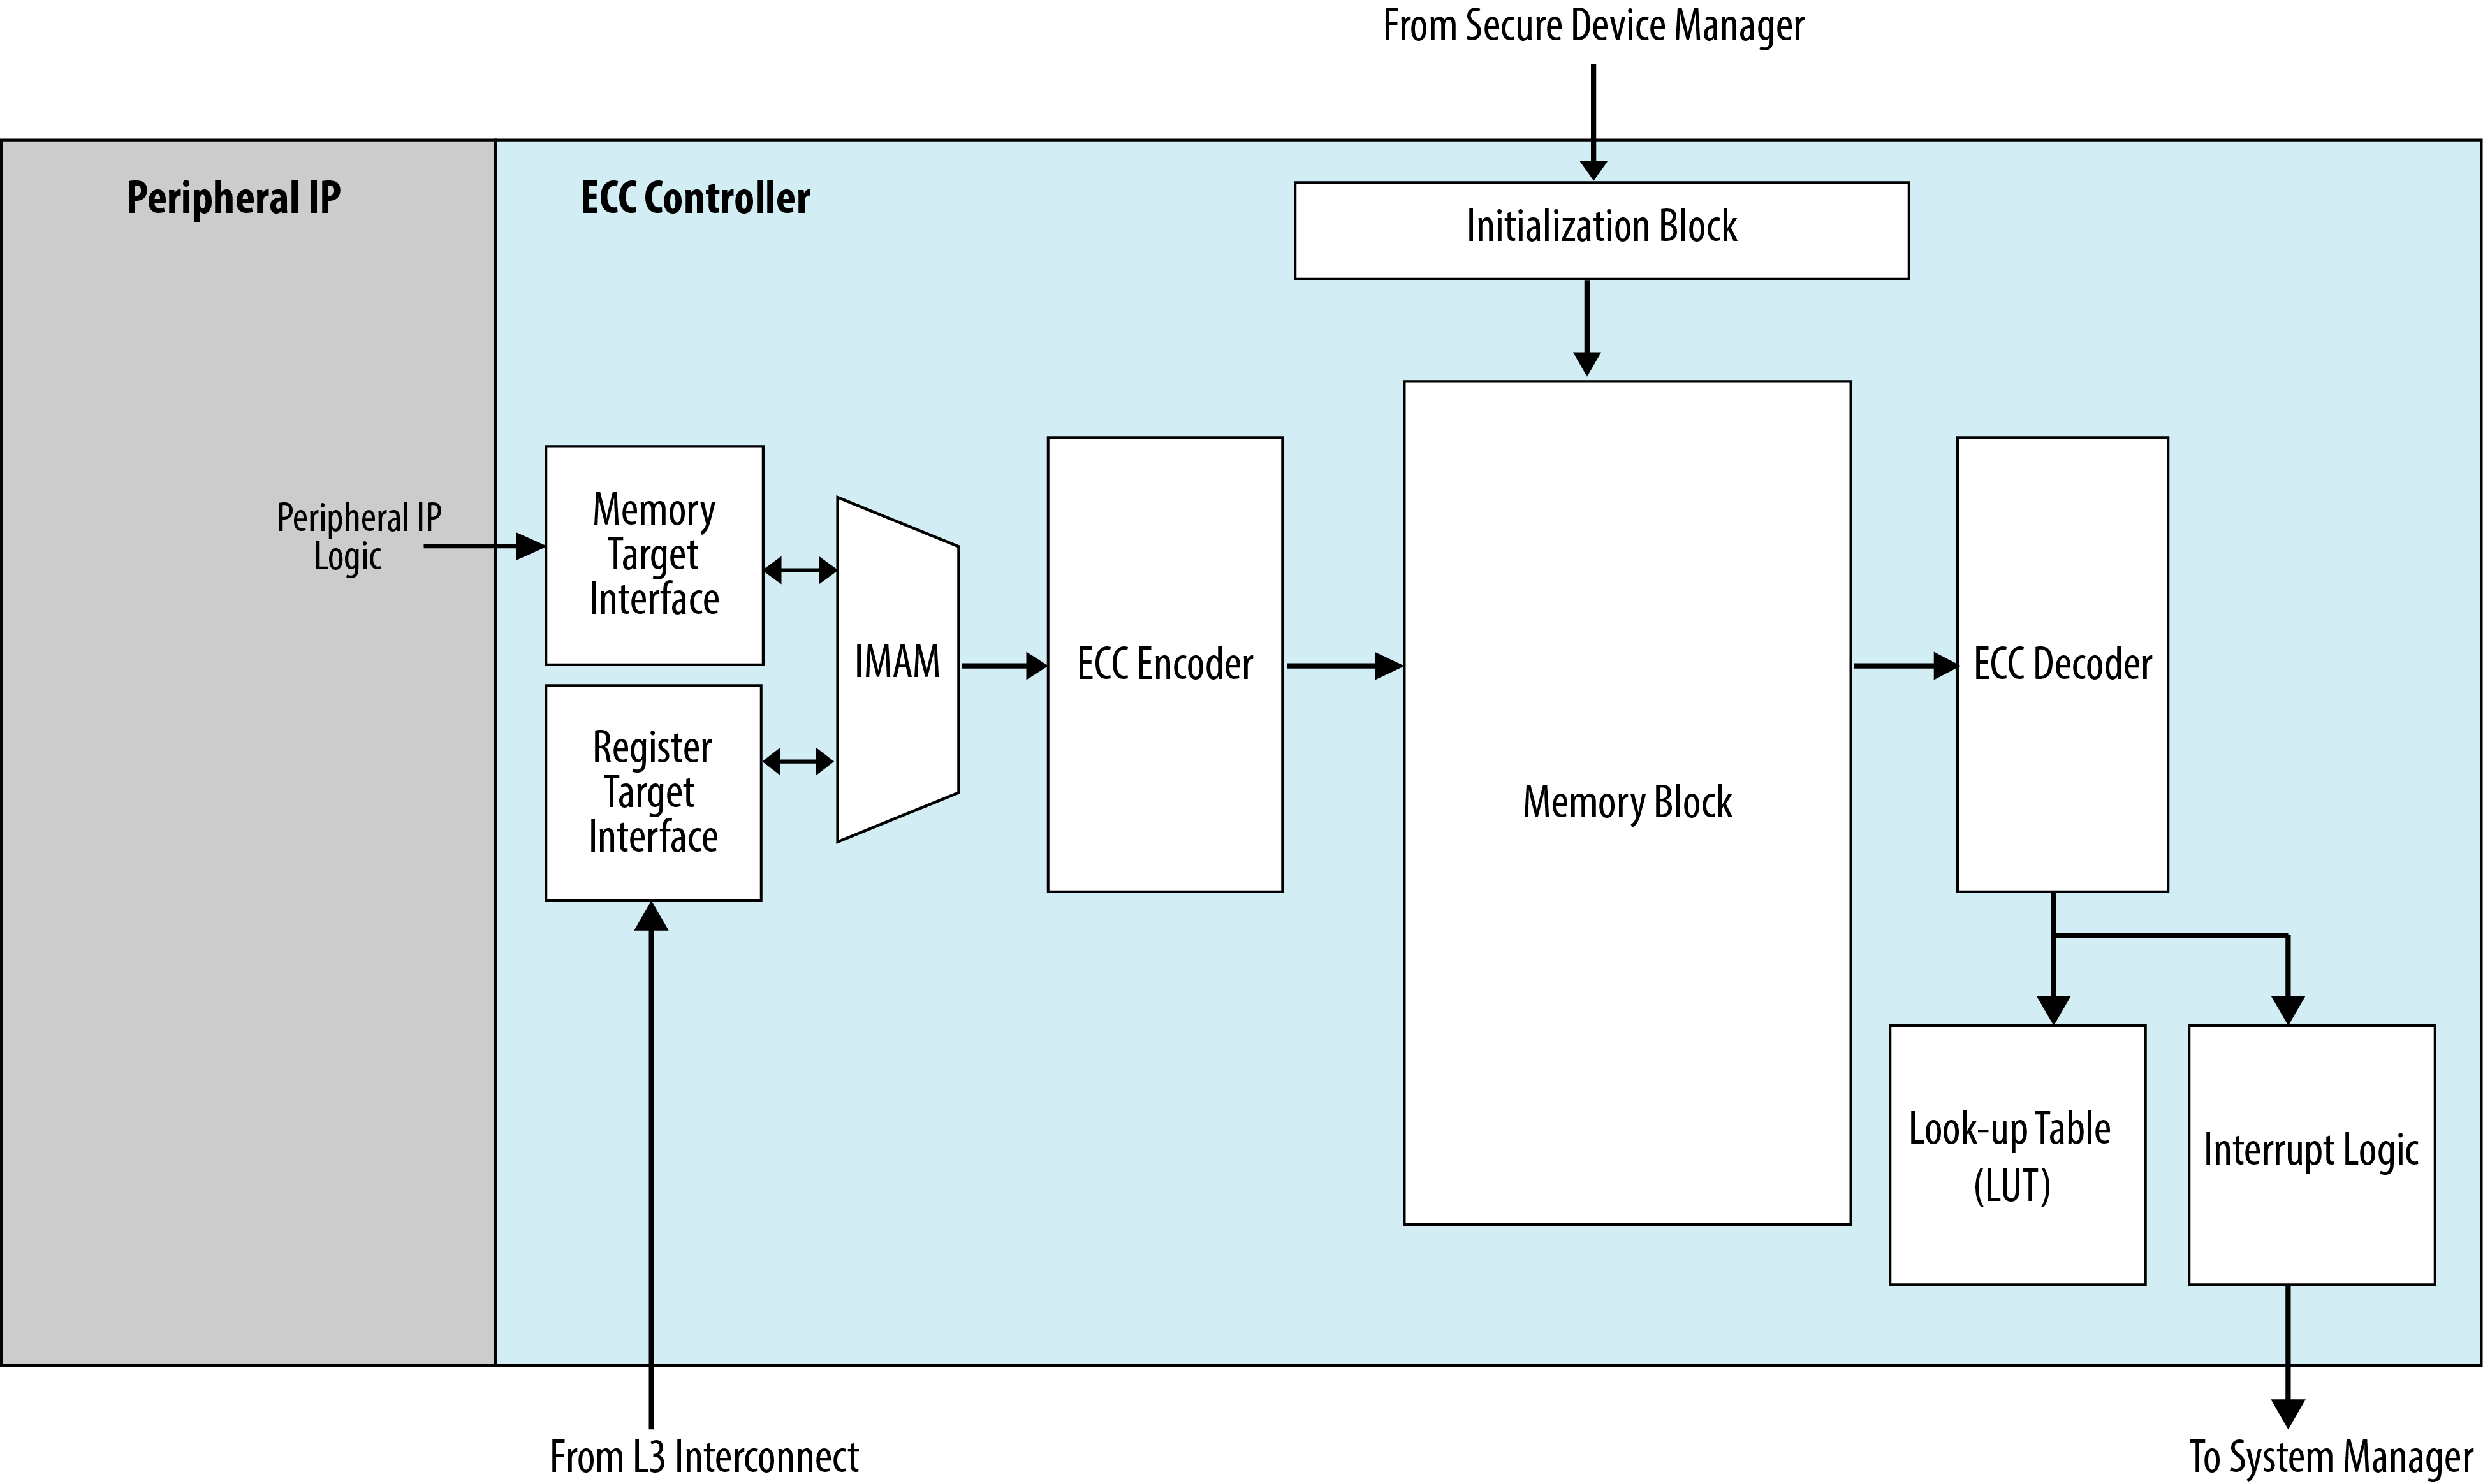 From Secure Device Manager
Peripheral IP
ECC Controller
Initialization Block
Peripheral IP
Logic
Memory
Target
Interface
IMAM
ECC Encoder
ECC Decoder
Register
Target
Interface
Memory Block
Look-up Table
(LUT)
Interrupt Logic
From L3 Interconnect
To System Manager